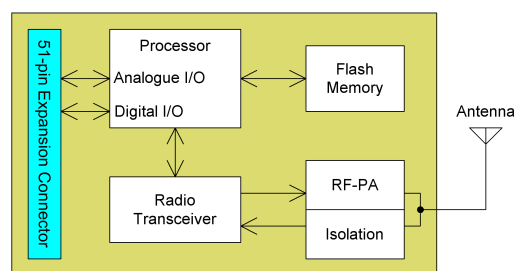 51-pin Expansion Connector
Processor
Analogue I/O
Digital I/O
Flash
Memory
Antenna
Radio
Transceiver
RF-PA
Isolation